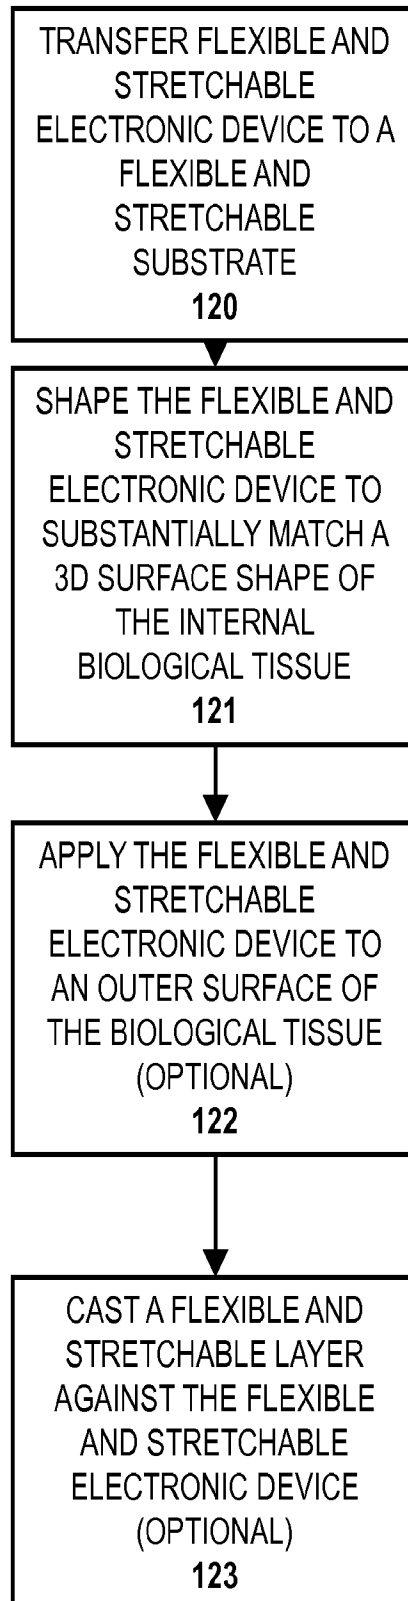 TRANSFER FLEXIBLE AND
STRETCHABLE
ELECTRONIC DEVICE TO A
FLEXIBLE AND
STRETCHABLE
SUBSTRATE
120
SHAPE THE FLEXIBLE AND
STRETCHABLE
ELECTRONIC DEVICE TO
SUBSTANTIALLY MATCH A
3D SURFACE SHAPE OF
THE INTERNAL
BIOLOGICAL TISSUE
121
APPLY THE FLEXIBLE AND
STRETCHABLE
ELECTRONIC DEVICE TO
AN OUTER SURFACE OF
THE BIOLOGICAL TISSUE
(OPTIONAL)
122
CAST A FLEXIBLE AND
STRETCHABLE LAYER
AGAINST THE FLEXIBLE
AND STRETCHABLE
ELECTRONIC DEVICE
(OPTIONAL)
123